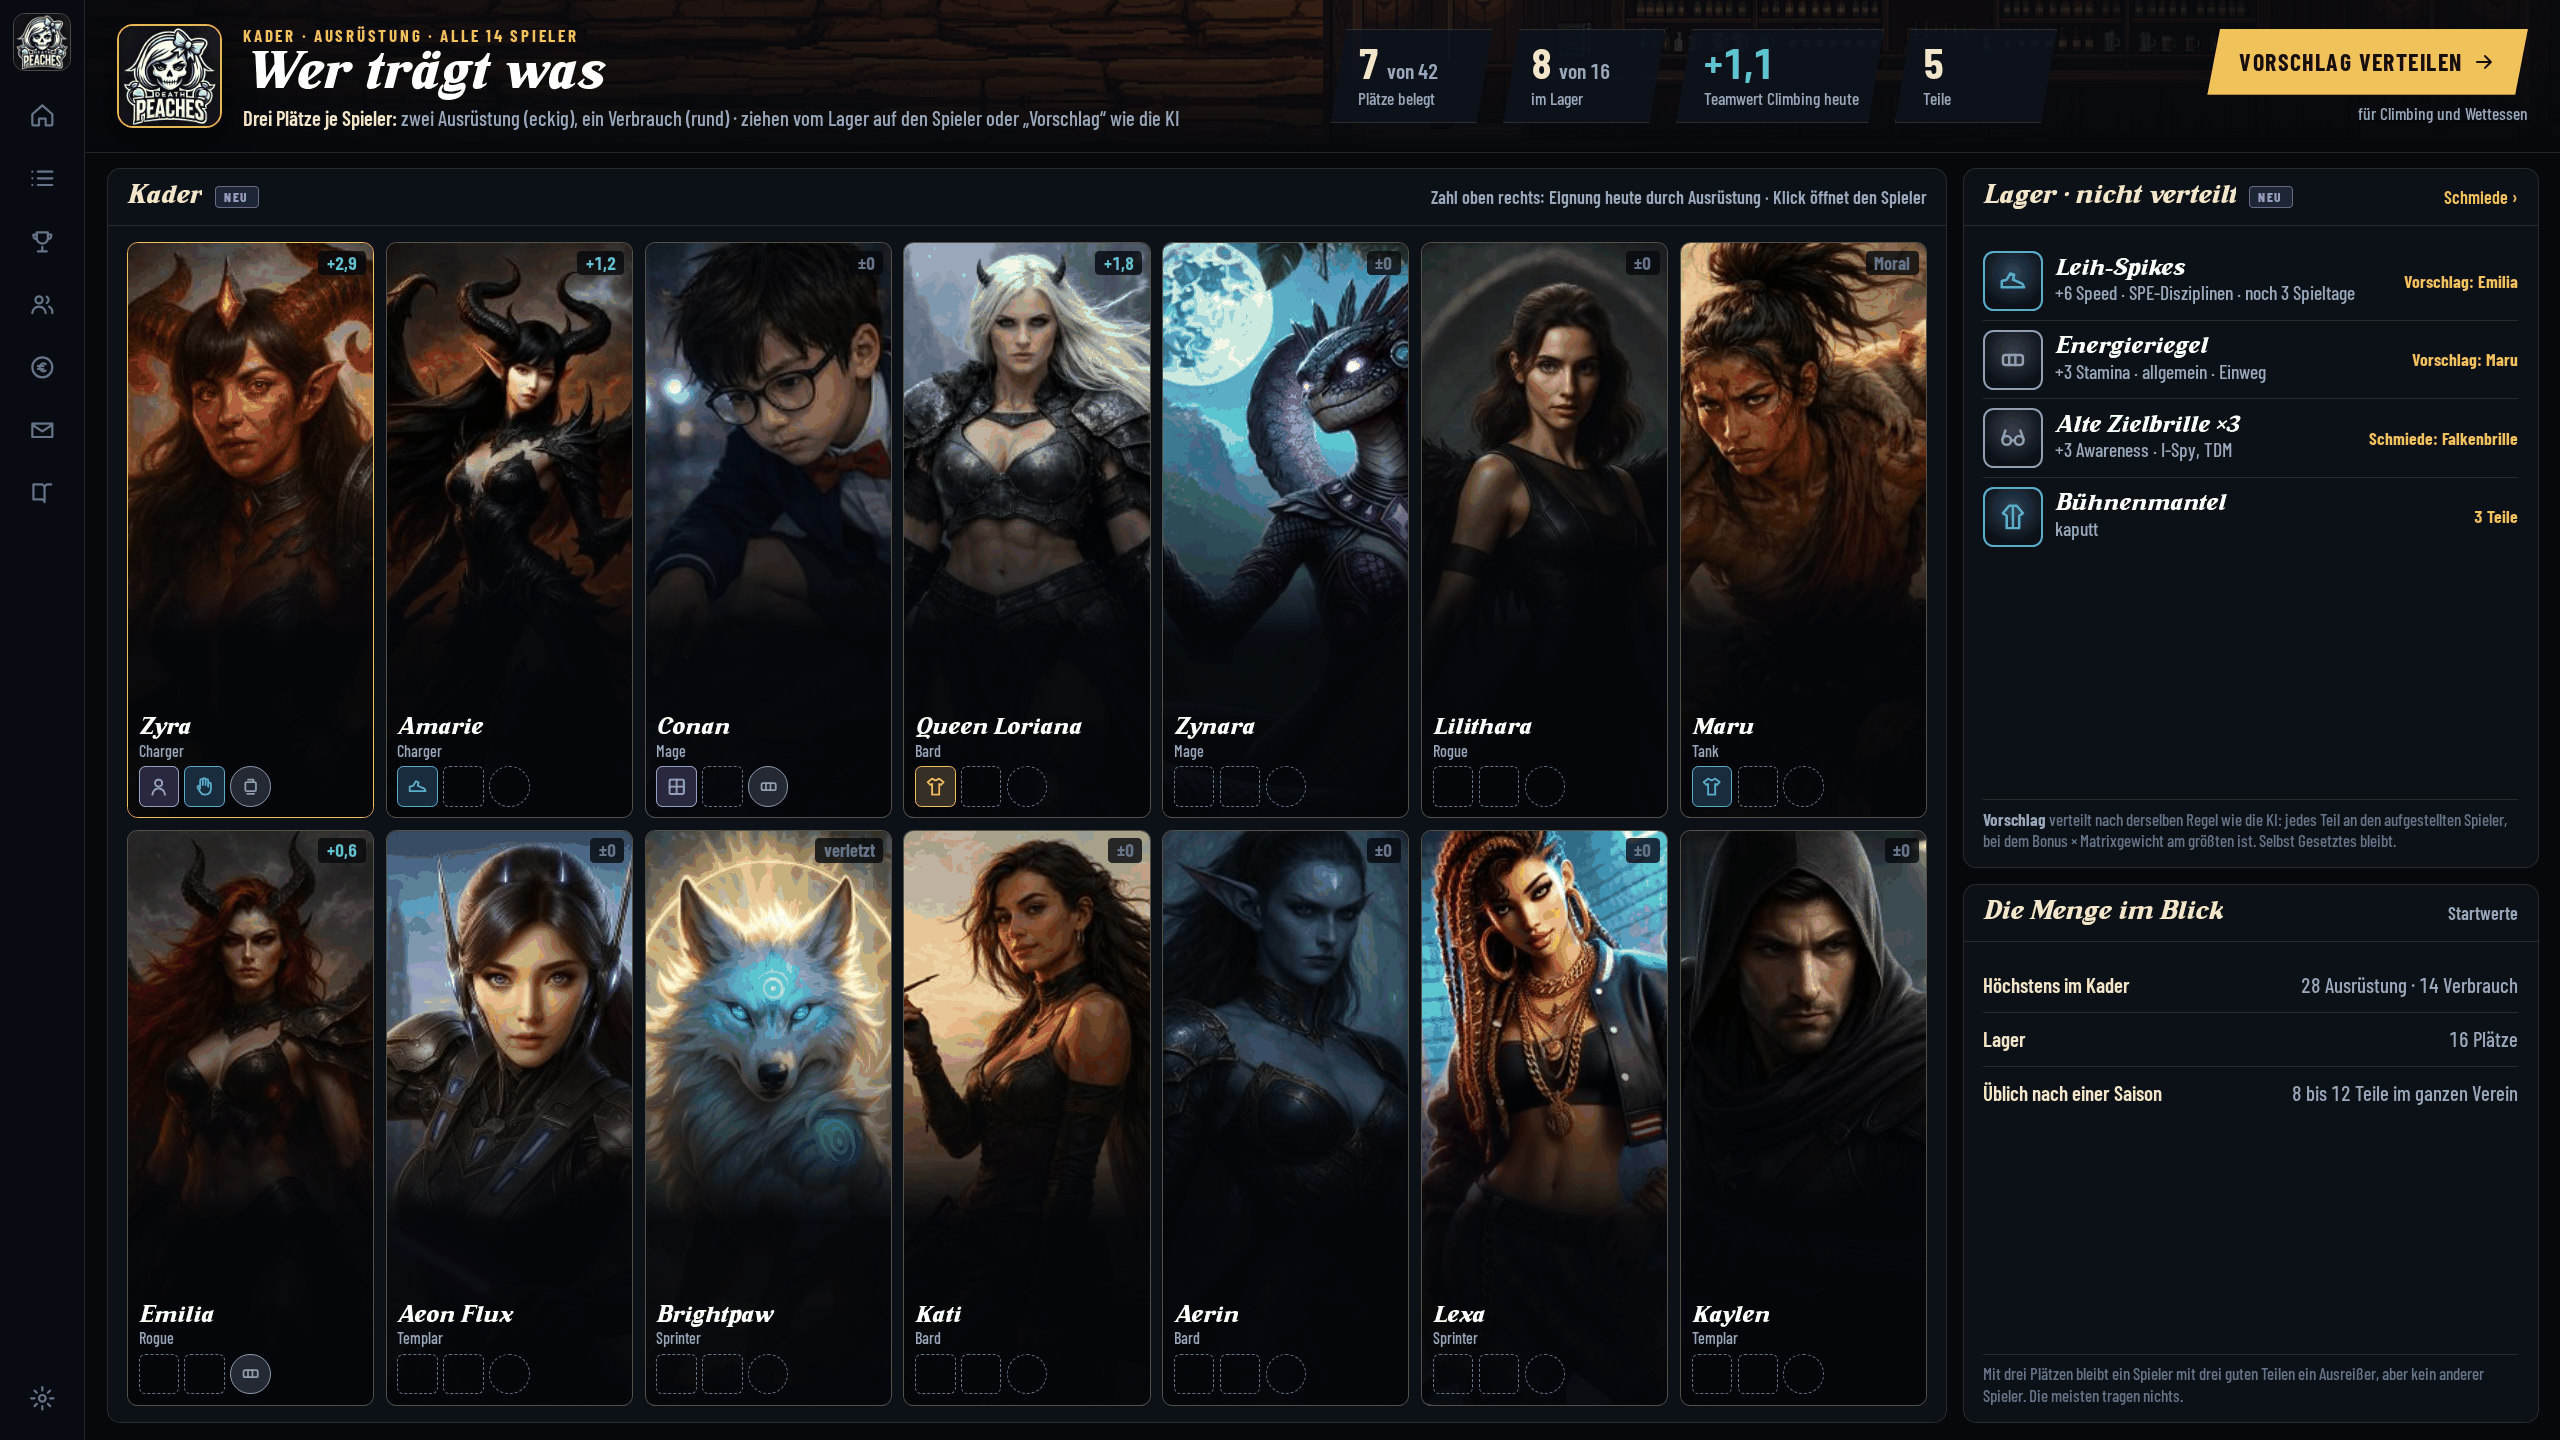 DEATH
PEACHES
KADER · AUSRÜSTUNG · ALLE 14 SPIELER
Wer trägt was
Drei Plätze je Spieler: zwei Ausrüstung (eckig), ein Verbrauch (rund) · ziehen vom Lager auf den Spieler oder „Vorschlag“ wie die KI
7 von 42
Plätze belegt
8 von 16
im Lager
+1,1
Teamwert Climbing heute
5
Teile
VORSCHLAG VERTEILEN →
für Climbing und Wettessen
PEACHES
Kader NEU
Zahl oben rechts: Eignung heute durch Ausrüstung · Klick öffnet den Spieler
+2,9
Zyra
Charger
+1,2
Amarie
Charger
±0
Conan
Mage
+1,8
Queen Loriana
Bard
±0
Zynara
Mage
±0
Lilithara
Rogue
Moral
Maru
Tank
+0,6
Emilia
Rogue
±0
Aeon Flux
Templar
verletzt
Brightpaw
Sprinter
±0
Kati
Bard
±0
Aerin
Bard
±0
Lexa
Sprinter
±0
Kaylen
Templar
Lager · nicht verteilt NEU
Schmiede ›
Leih-Spikes
+6 Speed · SPE-Disziplinen · noch 3 Spieltage
Vorschlag: Emilia
Energieriegel
+3 Stamina · allgemein · Einweg
Vorschlag: Maru
Alte Zielbrille ×3
+3 Awareness · I-Spy, TDM
Schmiede: Falkenbrille
Bühnenmantel
kaputt
3 Teile
Vorschlag verteilt nach derselben Regel wie die KI: jedes Teil an den aufgestellten Spieler,
bei dem Bonus × Matrixgewicht am größten ist. Selbst Gesetztes bleibt.
Die Menge im Blick
Startwerte
Höchstens im Kader
28 Ausrüstung · 14 Verbrauch
Lager
16 Plätze
Üblich nach einer Saison
8 bis 12 Teile im ganzen Verein
Mit drei Plätzen bleibt ein Spieler mit drei guten Teilen ein Ausreißer, aber kein anderer
Spieler. Die meisten tragen nichts.